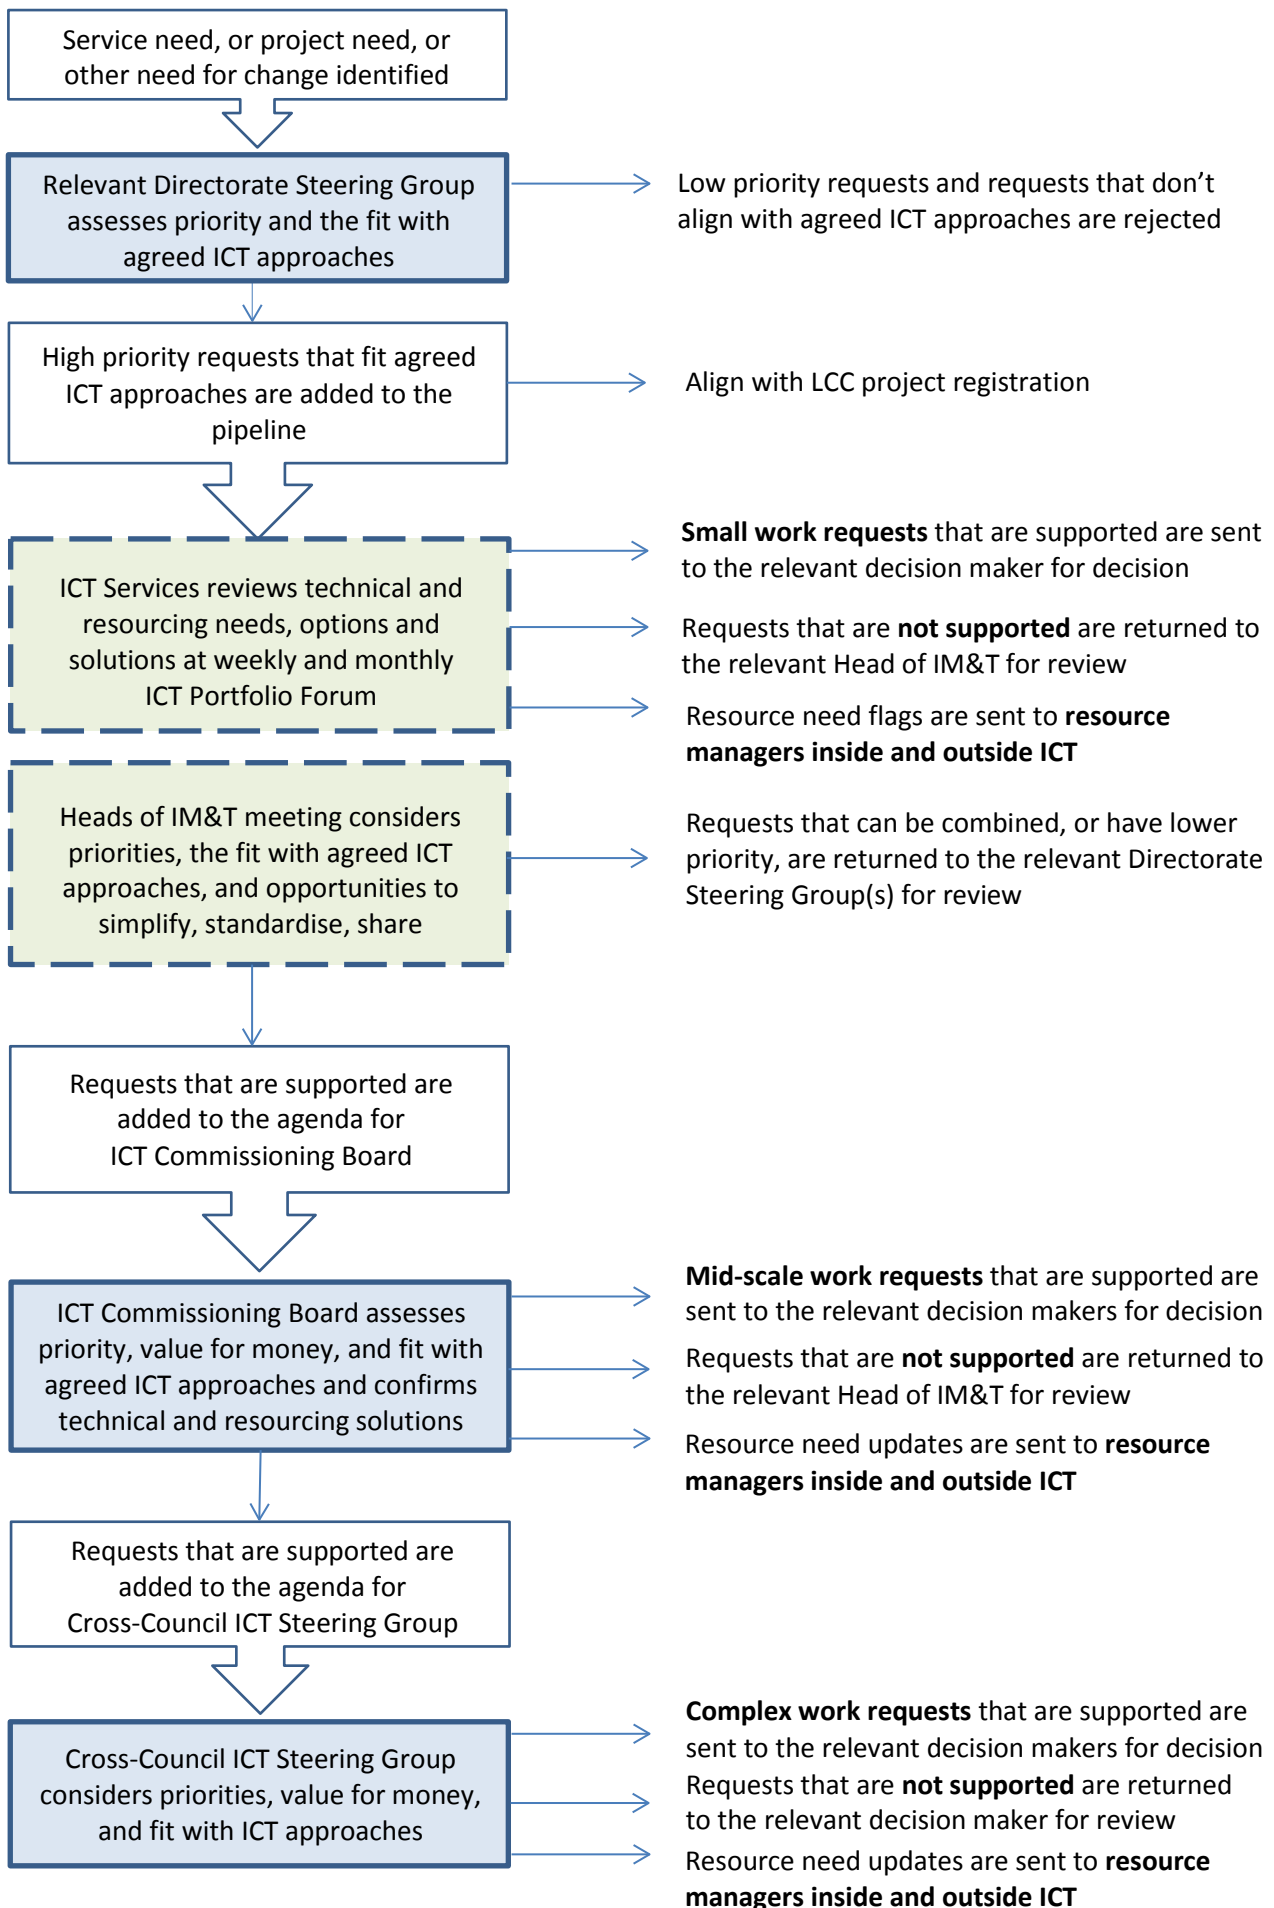 Service need, or project need, or
other need for change identified
Relevant Directorate Steering Group
assesses priority and the fit with
agreed ICT approaches
Low priority requests and requests that don’t
align with agreed ICT approaches are rejected
High priority requests that fit agreed
ICT approaches are added to the
pipeline
Align with LCC project registration
ICT Services reviews technical and
resourcing needs, options and
solutions at weekly and monthly
ICT Portfolio Forum
Small work requests that are supported are sent
to the relevant decision maker for decision
Requests that are not supported are returned to
the relevant Head of IM&T for review
Resource need flags are sent to resource
managers inside and outside ICT
Heads of IM&T meeting considers
priorities, the fit with agreed ICT
approaches, and opportunities to
simplify, standardise, share
Requests that can be combined, or have lower
priority, are returned to the relevant Directorate
Steering Group(s) for review
Requests that are supported are
added to the agenda for
ICT Commissioning Board
ICT Commissioning Board assesses
priority, value for money, and fit with
agreed ICT approaches and confirms
technical and resourcing solutions
Mid-scale work requests that are supported are
sent to the relevant decision makers for decision
Requests that are not supported are returned to
the relevant Head of IM&T for review
Resource need updates are sent to resource
managers inside and outside ICT
Requests that are supported are
added to the agenda for
Cross-Council ICT Steering Group
Cross-Council ICT Steering Group
considers priorities, value for money,
and fit with ICT approaches
Complex work requests that are supported are
sent to the relevant decision makers for decision
Requests that are not supported are returned
to the relevant decision maker for review
Resource need updates are sent to resource
managers inside and outside ICT